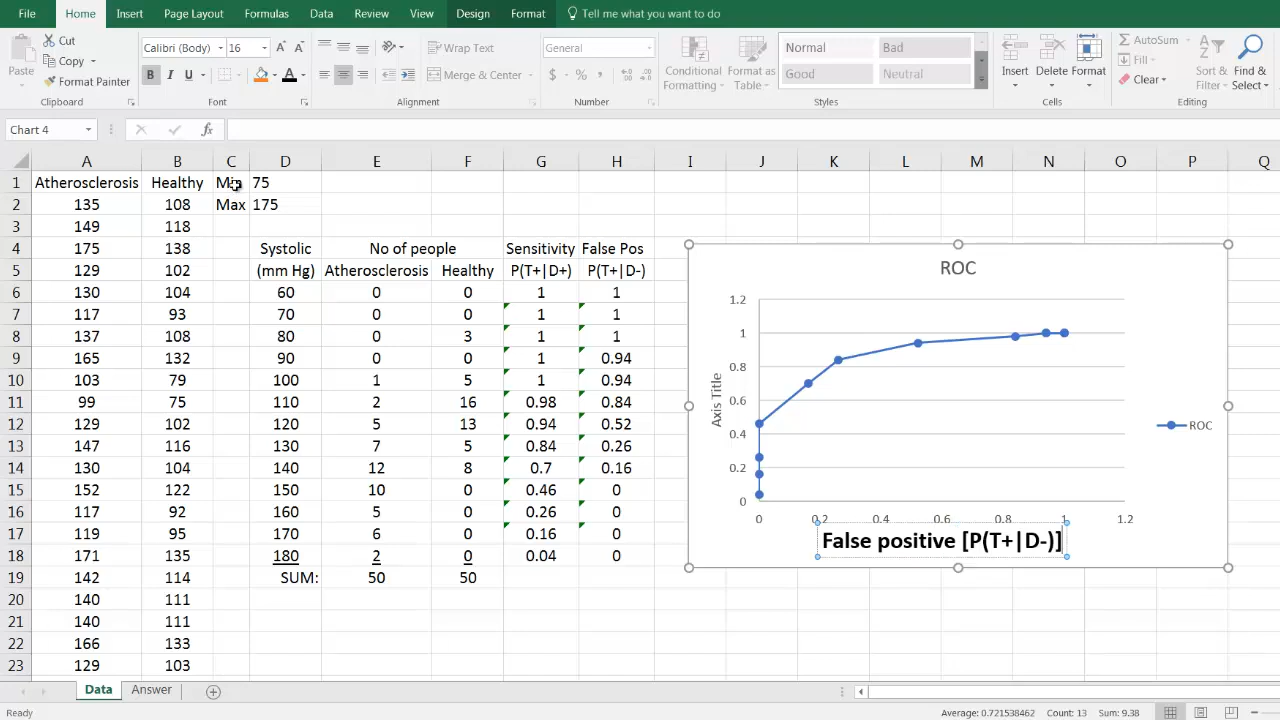 File Home Insert Page Layout Formulas Data Review View Design Format Tell me what you want to do
Paste Cut Copy Format Painter
Calibri (Body) 16 A A B I U A
Wrap Text Merge & Center
General $ % ,
Conditional Formatting Format as Table
Normal Bad Good Neutral
Insert Delete Format
AutoSum Fill Clear Sort & Filter Find & Select
Clipboard Font Alignment Number Styles Cells Editing
Chart 4 fx
A B C D E F G H I J K L M N O P Q
1 Atherosclerosis Healthy Min 75
2 135 108 Max 175
3 149 118
4 175 138 Systolic No of people Sensitivity False Pos
5 129 102 (mm Hg) Atherosclerosis Healthy P(T+|D+) P(T+|D-)
6 130 104 60 0 0 1 1
7 117 93 70 0 0 1 1
8 137 108 80 0 3 1 1
9 165 132 90 0 0 1 0.94
10 103 79 100 1 5 1 0.94
11 99 75 110 2 16 0.98 0.84
12 129 102 120 5 13 0.94 0.52
13 147 116 130 7 5 0.84 0.26
14 130 104 140 12 8 0.7 0.16
15 152 122 150 10 0 0.46 0
16 117 92 160 5 0 0.26 0
17 119 95 170 6 0 0.16 0
18 171 135 180 2 0 0.04 0
19 142 114 SUM: 50 50
20 140 111
21 140 111
22 166 133
23 129 103
ROC
1.2
1
0.8
0.6
0.4
0.2
0
Axis Title
0 0.2 0.4 0.6 0.8 1 1.2
False positive [P(T+|D-)]
ROC
Data Answer
Ready Average: 0.721538462 Count: 13 Sum: 9.38